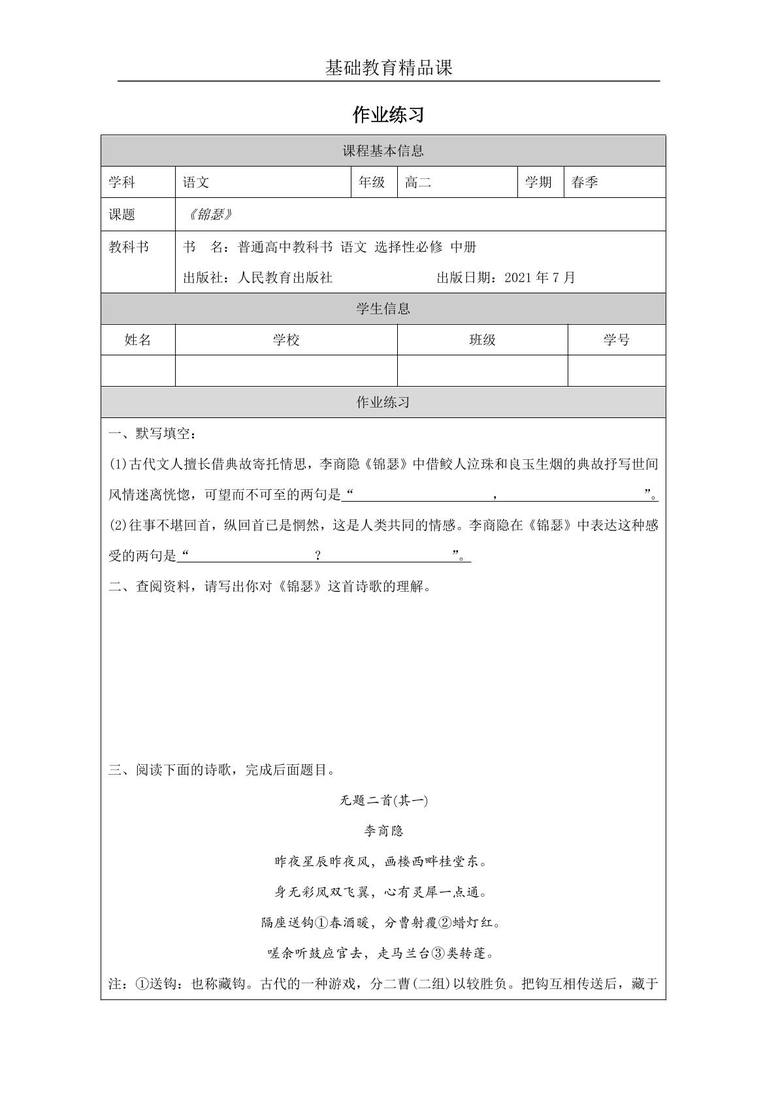 基础教育精品课
作业练习
课程基本信息
学科 语文 年级 高二 学期 春季
课题 《锦瑟》
教科书 书 名：普通高中教科书 语文 选择性必修 中册
出版社：人民教育出版社 出版日期：2021 年 7 月
学生信息
姓名 学校 班级 学号
作业练习
一、默写填空：
(1)古代文人擅长借典故寄托情思，李商隐《锦瑟》中借鲛人泣珠和良玉生烟的典故抒写世间
风情迷离恍惚，可望而不可至的两句是“ ， ”。
(2)往事不堪回首，纵回首已是惘然，这是人类共同的情感。李商隐在《锦瑟》中表达这种感
受的两句是“ ？ ”。
二、查阅资料，请写出你对《锦瑟》这首诗歌的理解。
三、阅读下面的诗歌，完成后面题目。
无题二首(其一)
李商隐
昨夜星辰昨夜风，画楼西畔桂堂东。
身无彩凤双飞翼，心有灵犀一点通。
隔座送钩①春酒暖，分曹射覆②蜡灯红。
嗟余听鼓应官去，走马兰台③类转蓬。
注：①送钩：也称藏钩。古代的一种游戏，分二曹(二组)以较胜负。把钩互相传送后，藏于